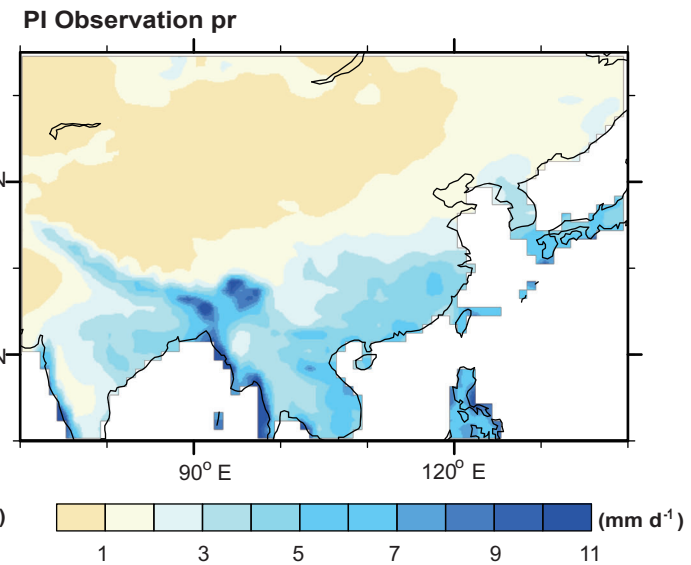 PI Observation pr
N
N
90° E 120° E
) (mm d⁻¹)
1 3 5 7 9 11